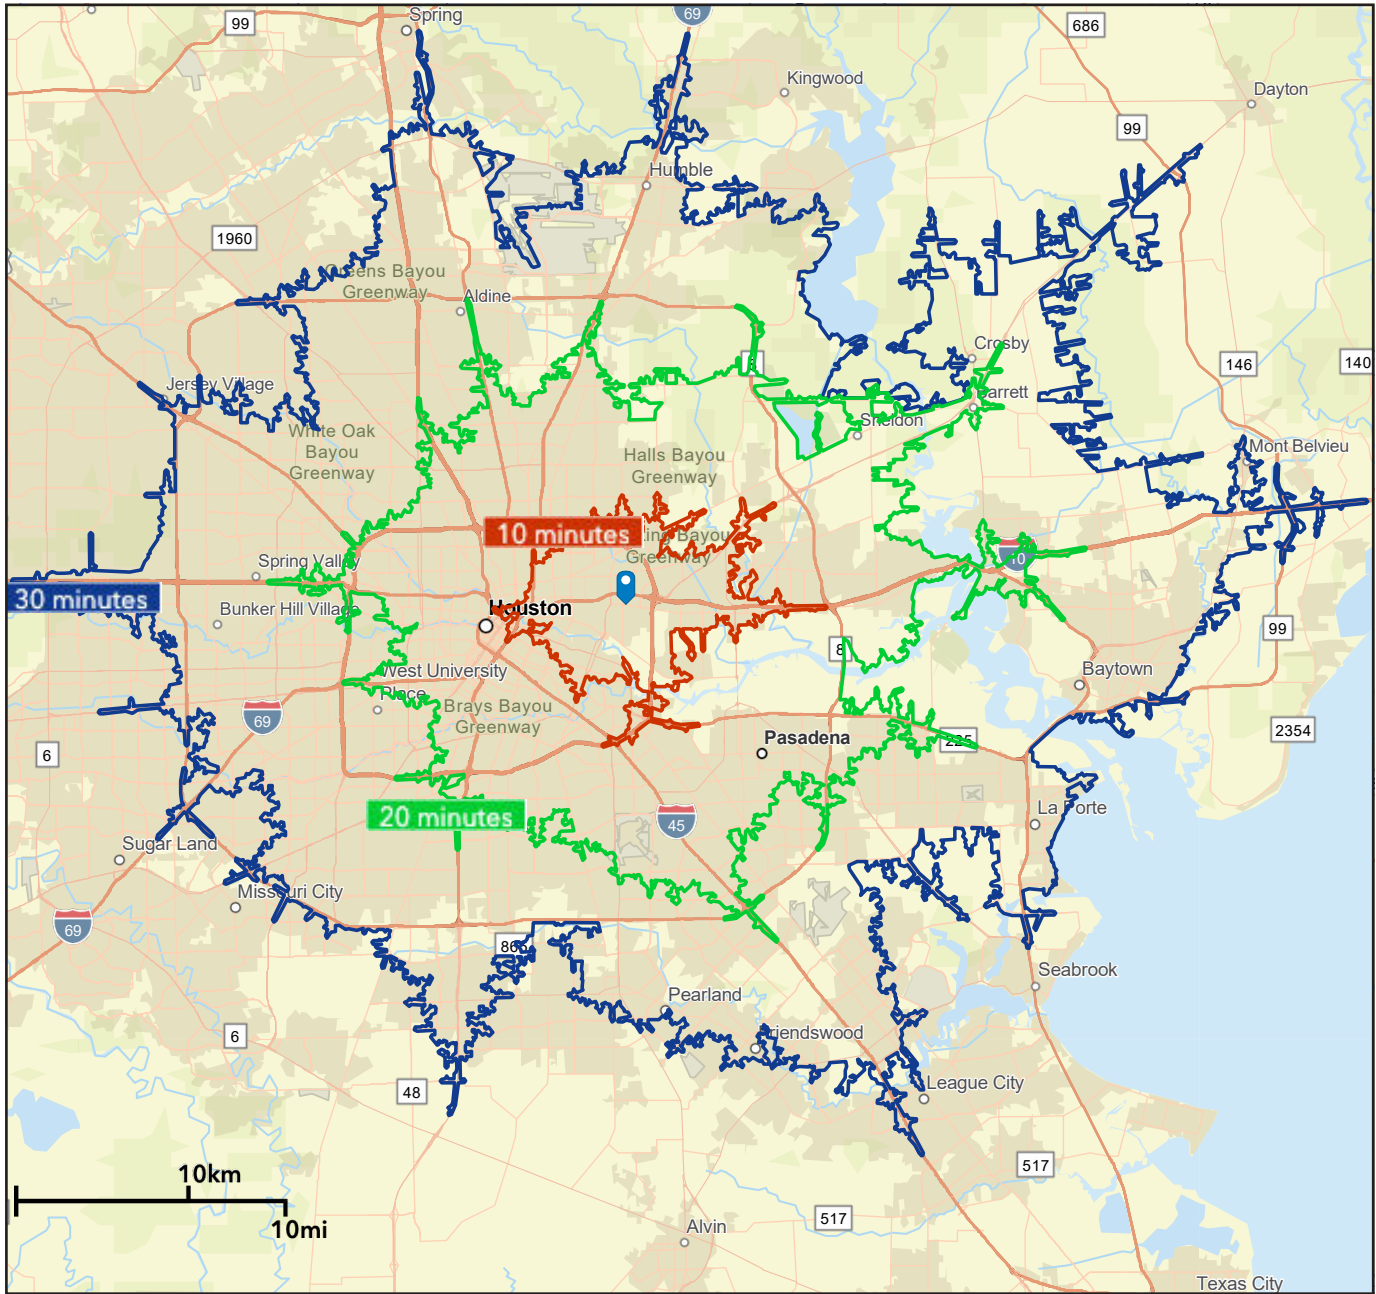 99
Spring
69
686
Kingwood
Dayton
99
Humble
1960
Greens Bayou
Greenway
Aldine
Crosby
146
140
Jersey Village
Barrett
Sheldon
White Oak
Bayou
Greenway
Halls Bayou
Greenway
Mont Belvieu
10 minutes
Bayou
Greenway
Spring Valley
10
30 minutes
Bunker Hill Village
Houston
99
8
West University
Place
Baytown
Brays Bayou
Greenway
69
6
Pasadena
225
2354
20 minutes
45
La Porte
Sugar Land
Missouri City
69
865
Seabrook
Pearland
6
Friendswood
48
League City
10km
517
10mi
517
Alvin
Texas City